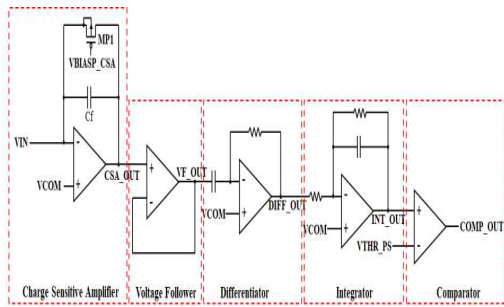 MP1
VBIASP_CSA
Cf
VIN
VCOM
CSA_OUT
VF_OUT
VCOM
DIFF_OUT
VCOM
INT_OUT
VTHR_PS
COMP_OUT
Charge Sensitive Amplifier
Voltage Follower
Differentiator
Integrator
Comparator